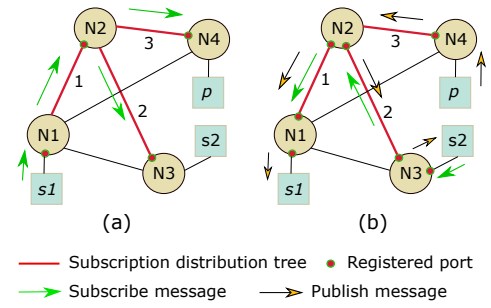 N2
3
N4
1
2
p
N1
s2
N3
s1
(a)
N2
3
N4
1
2
p
N1
s2
N3
s1
(b)
Subscription distribution tree
Registered port
Subscribe message
Publish message